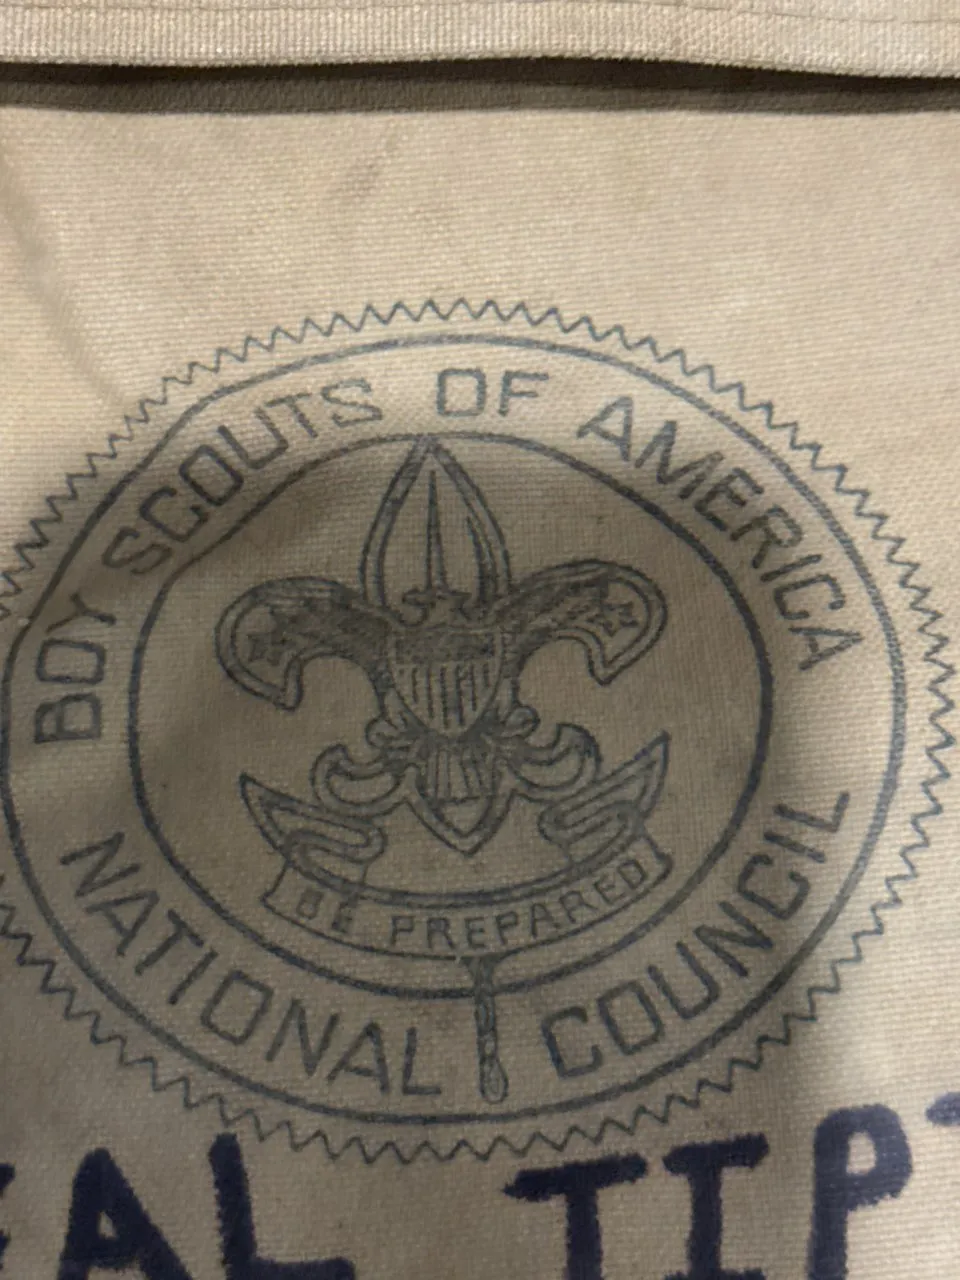 BOY SCOUTS OF AMERICA
BE PREPARED
NATIONAL COUNCIL